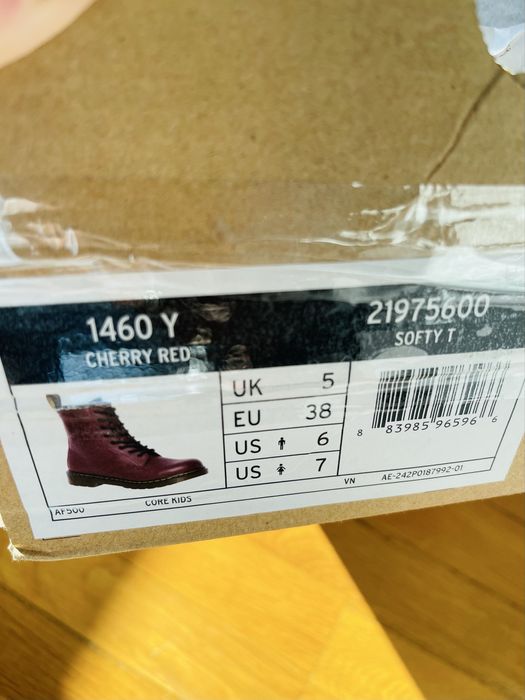 1460 Y
CHERRY RED
21975600
SOFTY T
UK 5
EU 38
US 6
US 7
8 83985 96596 6
VN AE-242P0187992-01
AF500 CORE KIDS